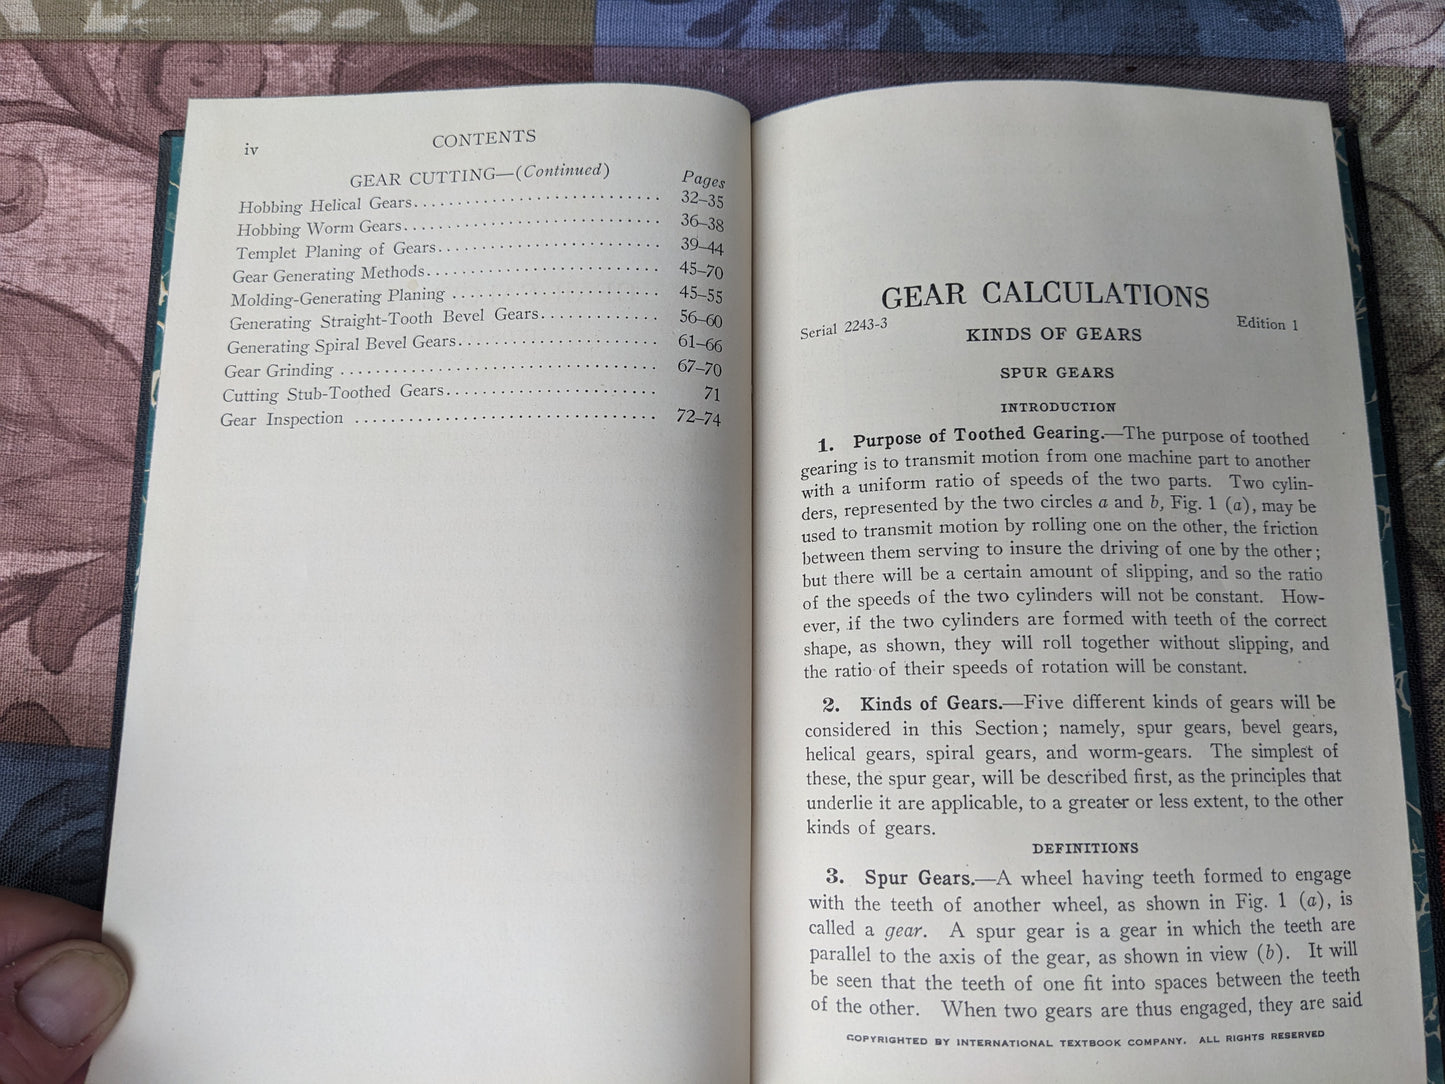 iv
CONTENTS
GEAR CUTTING—(Continued)
Pages
Hobbing Helical Gears............................ 32–35
Hobbing Worm Gears............................. 36–38
Templet Planing of Gears......................... 39–44
Gear Generating Methods.......................... 45–70
Molding-Generating Planing ....................... 45–55
Generating Straight-Tooth Bevel Gears............. 56–60
Generating Spiral Bevel Gears...................... 61–66
Gear Grinding ................................... 67–70
Cutting Stub-Toothed Gears....................... 71
Gear Inspection .................................. 72–74
GEAR CALCULATIONS
Serial 2243-3
Edition 1
KINDS OF GEARS
SPUR GEARS
INTRODUCTION
1. Purpose of Toothed Gearing.—The purpose of toothed
gearing is to transmit motion from one machine part to another
with a uniform ratio of speeds of the two parts. Two cylin-
ders, represented by the two circles a and b, Fig. 1 (a), may be
used to transmit motion by rolling one on the other, the friction
between them serving to insure the driving of one by the other;
but there will be a certain amount of slipping, and so the ratio
of the speeds of the two cylinders will not be constant. How-
ever, if the two cylinders are formed with teeth of the correct
shape, as shown, they will roll together without slipping, and
the ratio of their speeds of rotation will be constant.
2. Kinds of Gears.—Five different kinds of gears will be
considered in this Section; namely, spur gears, bevel gears,
helical gears, spiral gears, and worm-gears. The simplest of
these, the spur gear, will be described first, as the principles that
underlie it are applicable, to a greater or less extent, to the other
kinds of gears.
DEFINITIONS
3. Spur Gears.—A wheel having teeth formed to engage
with the teeth of another wheel, as shown in Fig. 1 (a), is
called a gear. A spur gear is a gear in which the teeth are
parallel to the axis of the gear, as shown in view (b). It will
be seen that the teeth of one fit into spaces between the teeth
of the other. When two gears are thus engaged, they are said
COPYRIGHTED BY INTERNATIONAL TEXTBOOK COMPANY. ALL RIGHTS RESERVED